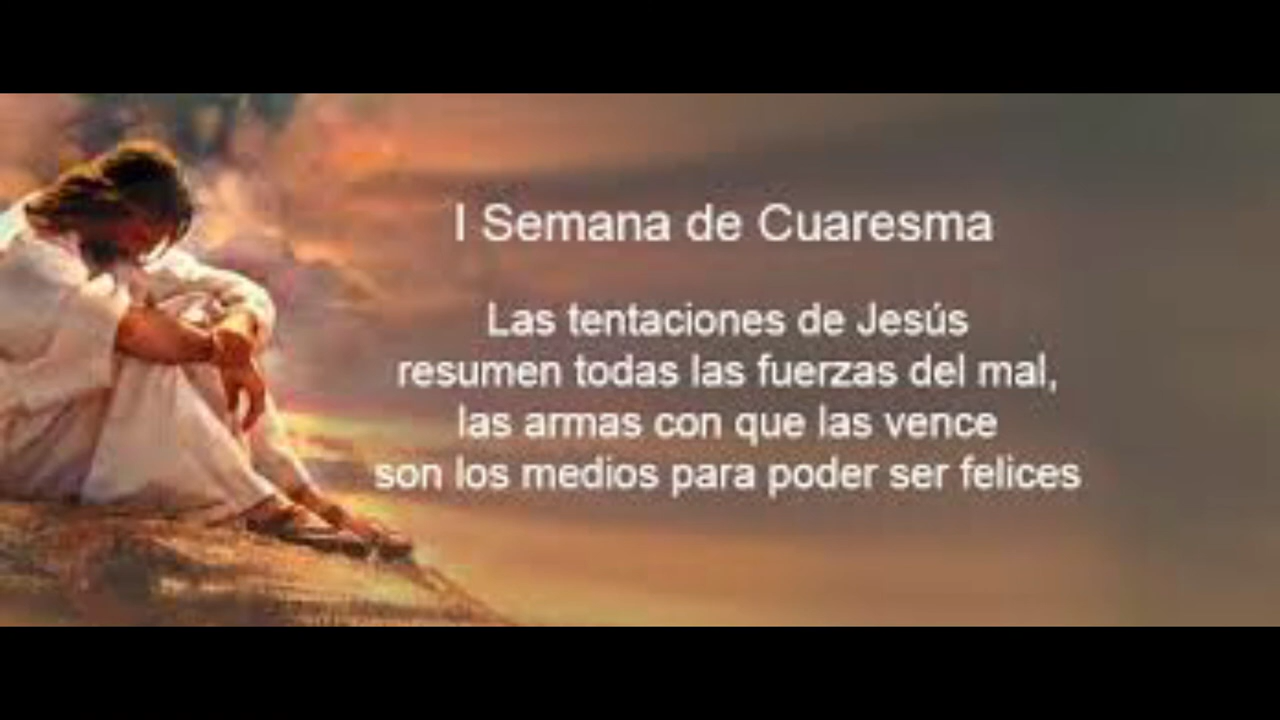 I Semana de Cuaresma
Las tentaciones de Jesús
resumen todas las fuerzas del mal,
las armas con que las vence
son los medios para poder ser felices